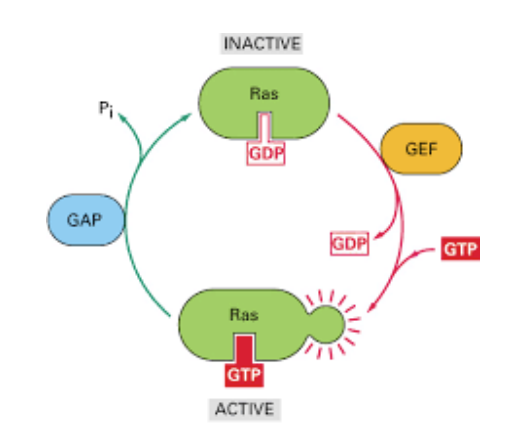 INACTIVE
Ras
Pi
GDP
GEF
GAP
GDP
GTP
Ras
GTP
ACTIVE